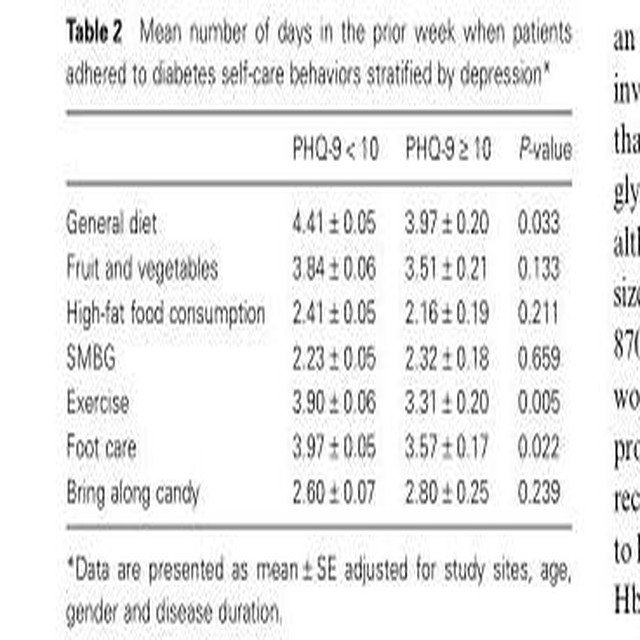 Table 2 Mean number of days in the prior week when patients
adhered to diabetes self-care behaviors stratified by depression*
PHQ-9 < 10 PHQ-9 ≥ 10 P-value
General diet 4.41 ± 0.05 3.97 ± 0.20 0.033
Fruit and vegetables 3.84 ± 0.06 3.51 ± 0.21 0.133
High-fat food consumption 2.41 ± 0.05 2.16 ± 0.19 0.211
SMBG 2.23 ± 0.05 2.32 ± 0.18 0.659
Exercise 3.90 ± 0.06 3.31 ± 0.20 0.005
Foot care 3.97 ± 0.05 3.57 ± 0.17 0.022
Bring along candy 2.60 ± 0.07 2.80 ± 0.25 0.239
*Data are presented as mean ± SE adjusted for study sites, age,
gender and disease duration.
an
inv
tha
gly
alth
size
870
wo
pro
rec
to